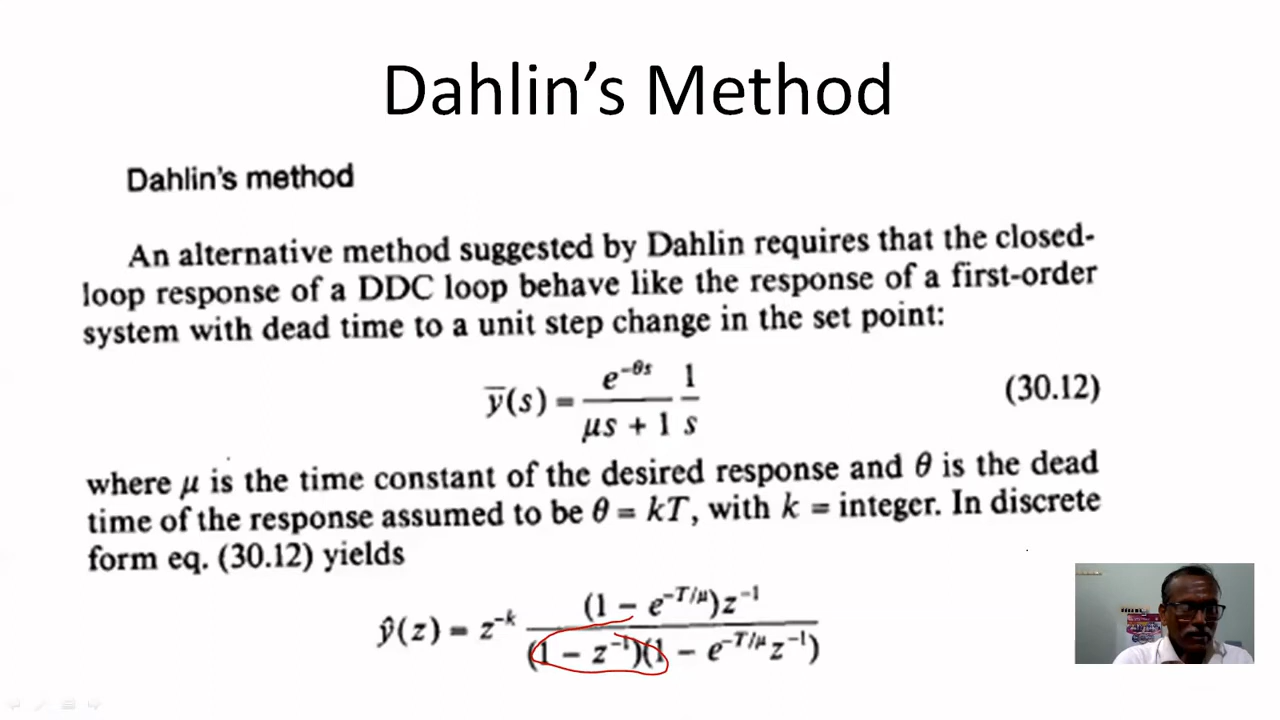 Dahlin's Method
Dahlin's method
An alternative method suggested by Dahlin requires that the closed-
loop response of a DDC loop behave like the response of a first-order
system with dead time to a unit step change in the set point:
y̅(s) = e^{-θs}/(μs + 1) 1/s (30.12)
where μ is the time constant of the desired response and θ is the dead
time of the response assumed to be θ = kT, with k = integer. In discrete
form eq. (30.12) yields
ŷ(z) = z^{-k} (1 - e^{-T/μ})z^{-1}/((1 - z^{-1})(1 - e^{-T/μ}z^{-1}))